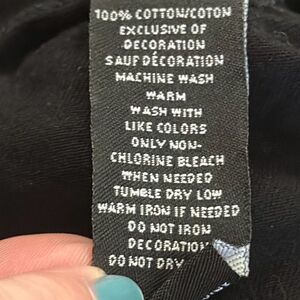 100% COTTON/COTON
EXCLUSIVE OF
DECORATION
SAUF DÉCORATION
MACHINE WASH
WARM
WASH WITH
LIKE COLORS
ONLY NON-
CHLORINE BLEACH
WHEN NEEDED
TUMBLE DRY LOW
WARM IRON IF NEEDED
DO NOT IRON
DECORATION
DO NOT DRY